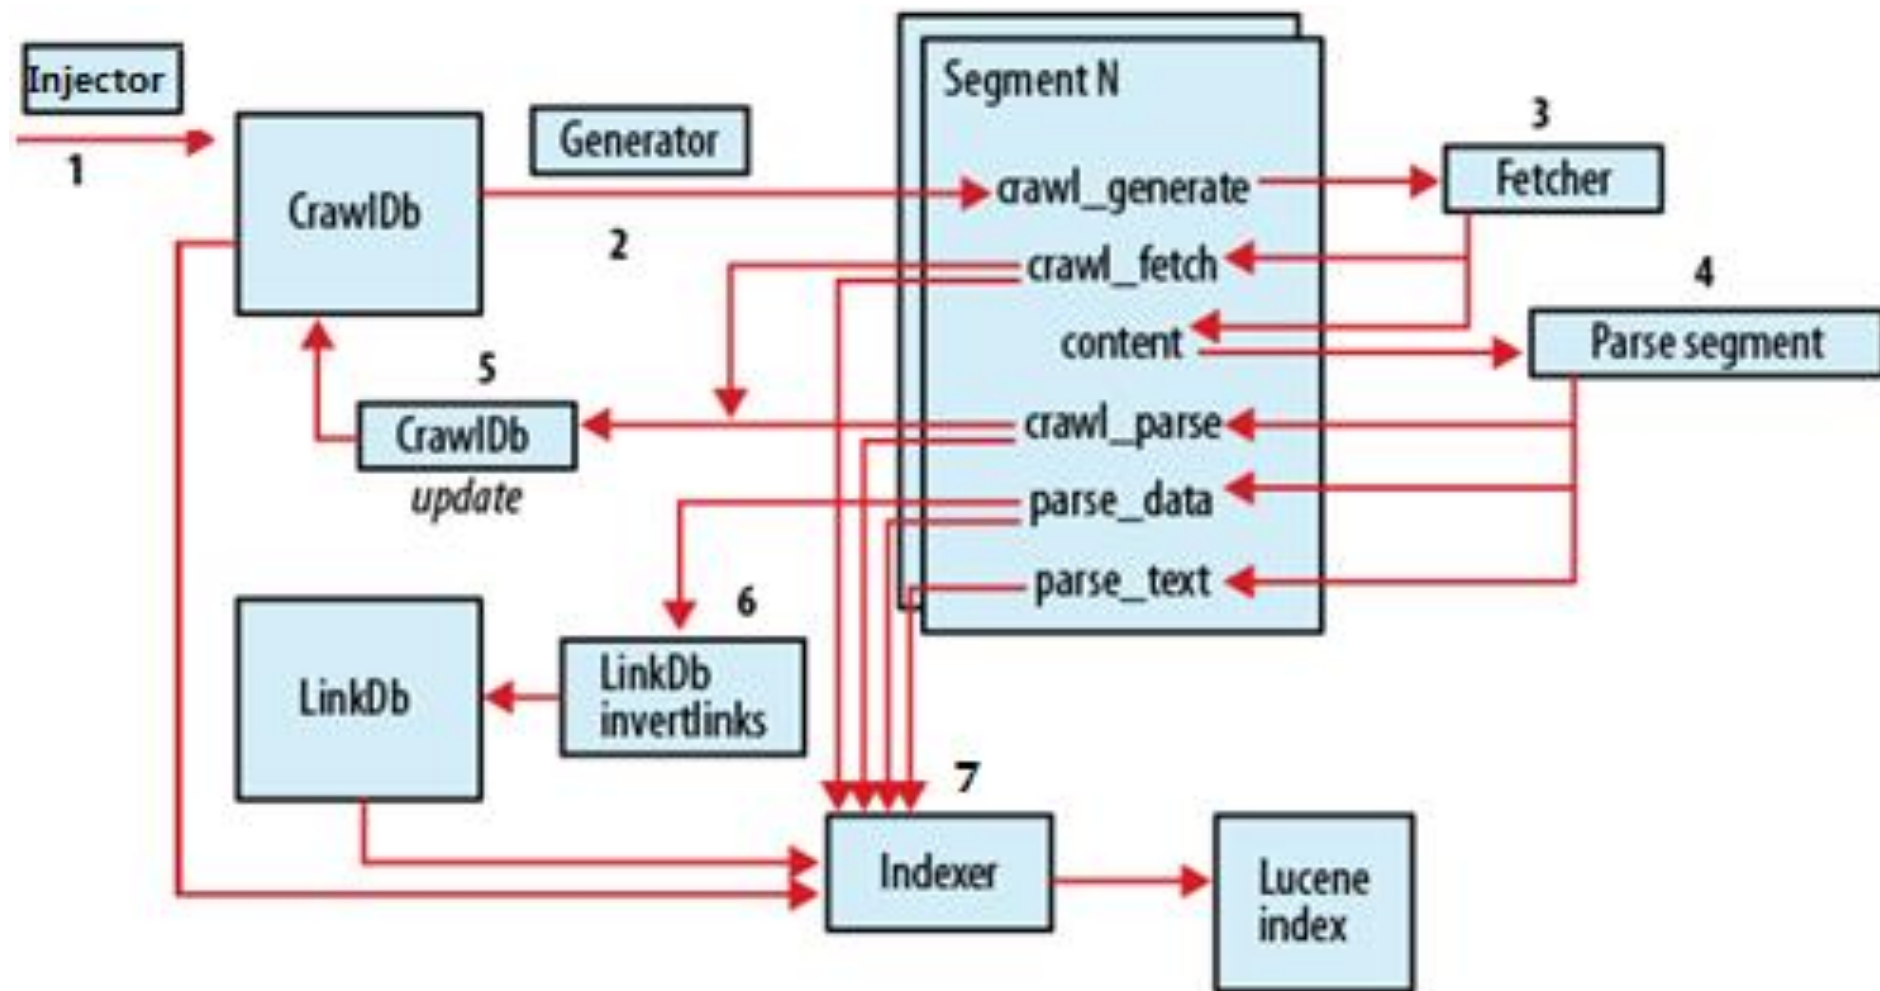 Injector
1
CrawlDb
Generator
2
Segment N
crawl_generate
crawl_fetch
content
crawl_parse
parse_data
parse_text
3
Fetcher
4
Parse segment
5
CrawlDb
update
LinkDb
6
LinkDb
invertlinks
7
Indexer
Lucene
index